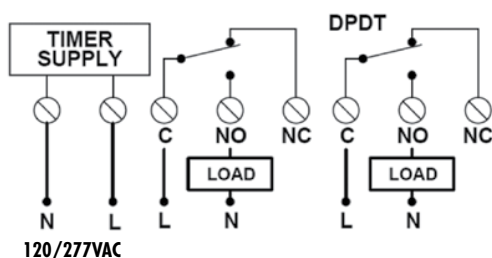 DPDT
TIMER
SUPPLY
C NO NC C NO NC
LOAD LOAD
N L L N L N
120/277VAC